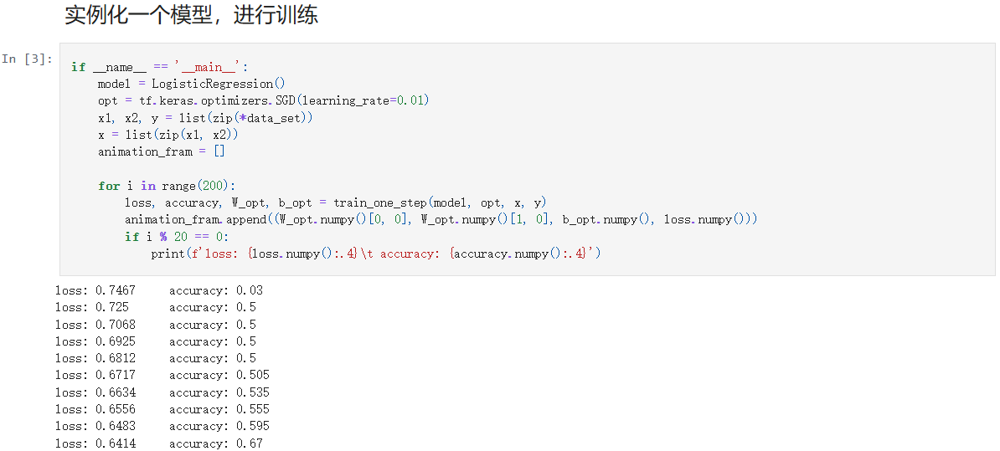 实例化一个模型，进行训练
In [3]:
if __name__ == '__main__':
    model = LogisticRegression()
    opt = tf.keras.optimizers.SGD(learning_rate=0.01)
    x1, x2, y = list(zip(*data_set))
    x = list(zip(x1, x2))
    animation_fram = []
    for i in range(200):
        loss, accuracy, W_opt, b_opt = train_one_step(model, opt, x, y)
        animation_fram.append((W_opt.numpy()[0, 0], W_opt.numpy()[1, 0], b_opt.numpy(), loss.numpy()))
        if i % 20 == 0:
            print(f'loss: {loss.numpy():.4}\t accuracy: {accuracy.numpy():.4}')
loss: 0.7467	 accuracy: 0.03
loss: 0.725	 accuracy: 0.5
loss: 0.7068	 accuracy: 0.5
loss: 0.6925	 accuracy: 0.5
loss: 0.6812	 accuracy: 0.5
loss: 0.6717	 accuracy: 0.505
loss: 0.6634	 accuracy: 0.535
loss: 0.6556	 accuracy: 0.555
loss: 0.6483	 accuracy: 0.595
loss: 0.6414	 accuracy: 0.67